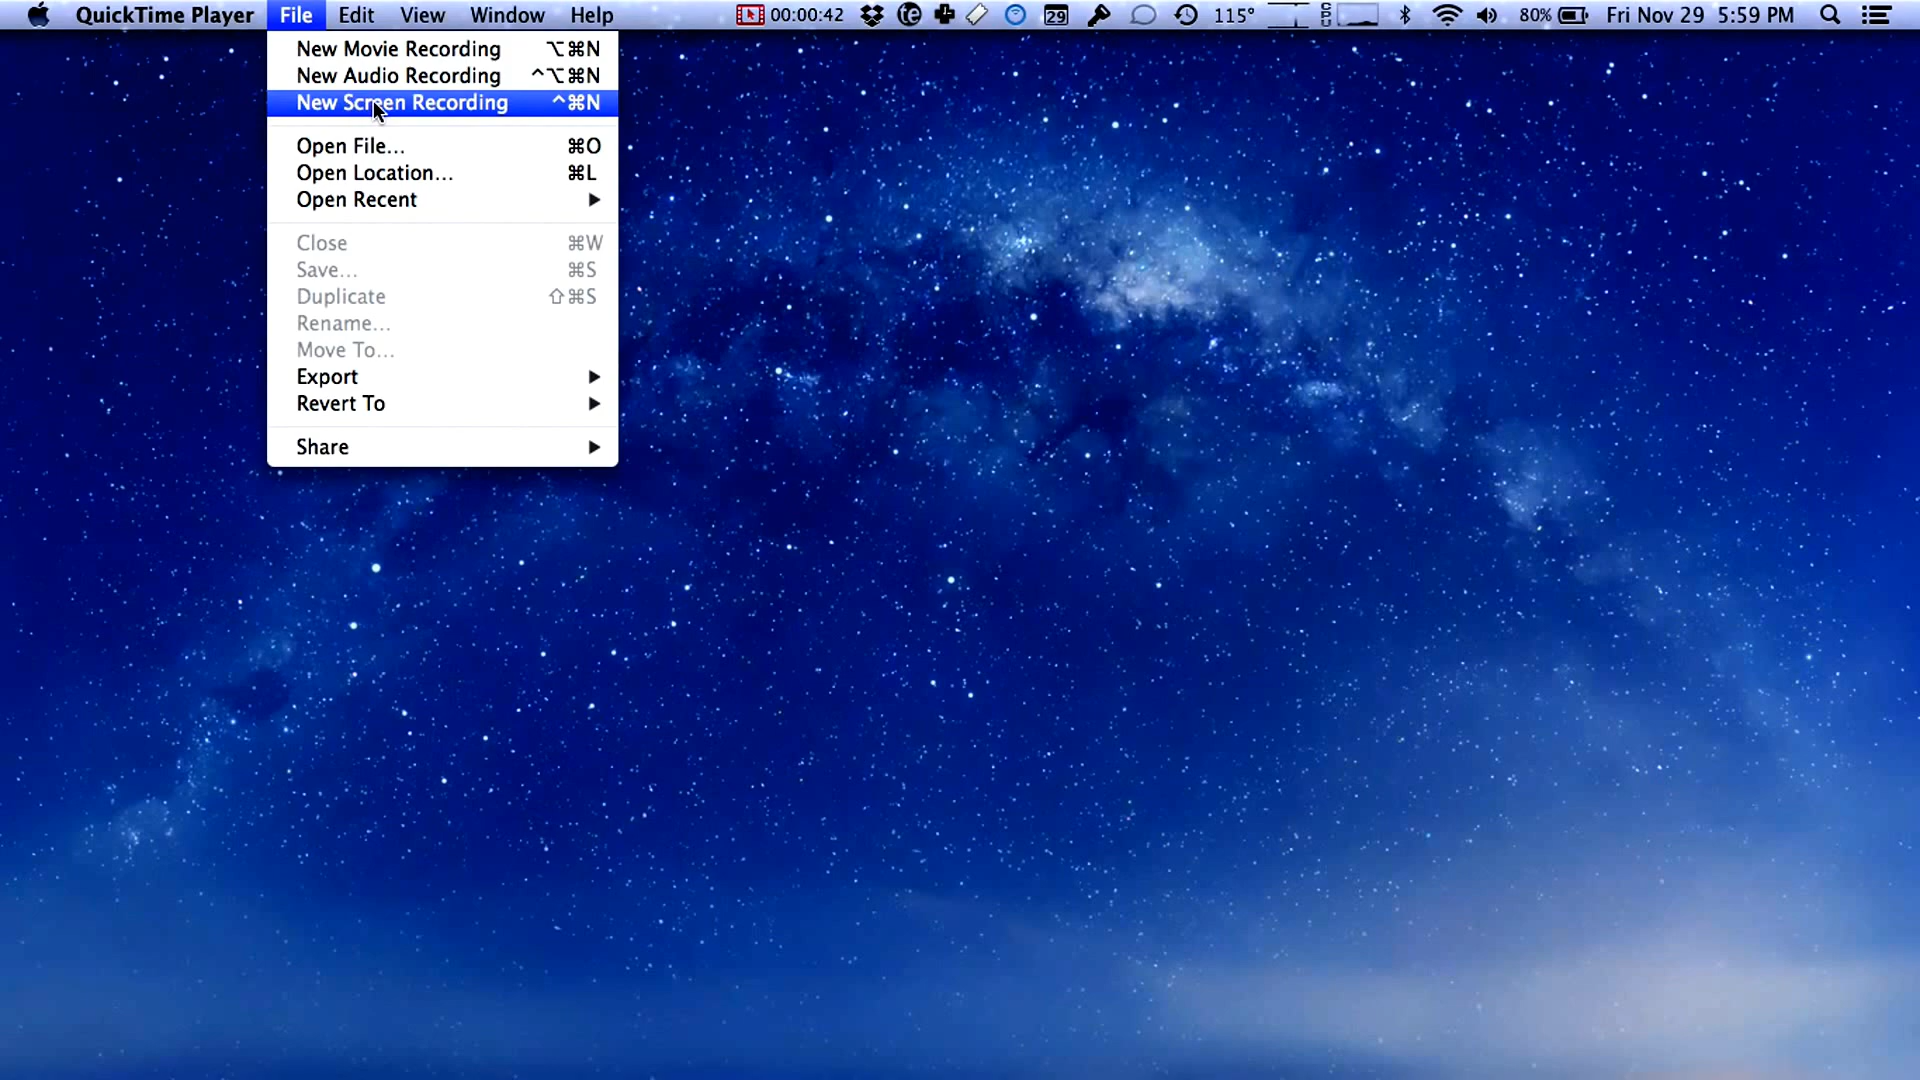 QuickTime Player File Edit View Window Help 00:00:42 29 115° CPU 80% Fri Nov 29 5:59 PM
New Movie Recording ⌥⌘N
New Audio Recording ^⌥⌘N
New Screen Recording ^⌘N
Open File... ⌘O
Open Location... ⌘L
Open Recent ▶
Close ⌘W
Save... ⌘S
Duplicate ⇧⌘S
Rename...
Move To...
Export ▶
Revert To ▶
Share ▶